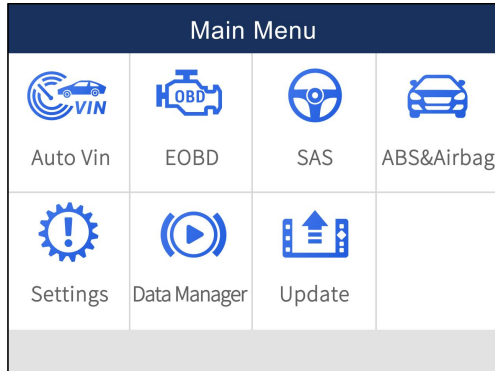 Main Menu
VIN
OBD
Auto Vin
EOBD
SAS
ABS&Airbag
Settings
Data Manager
Update